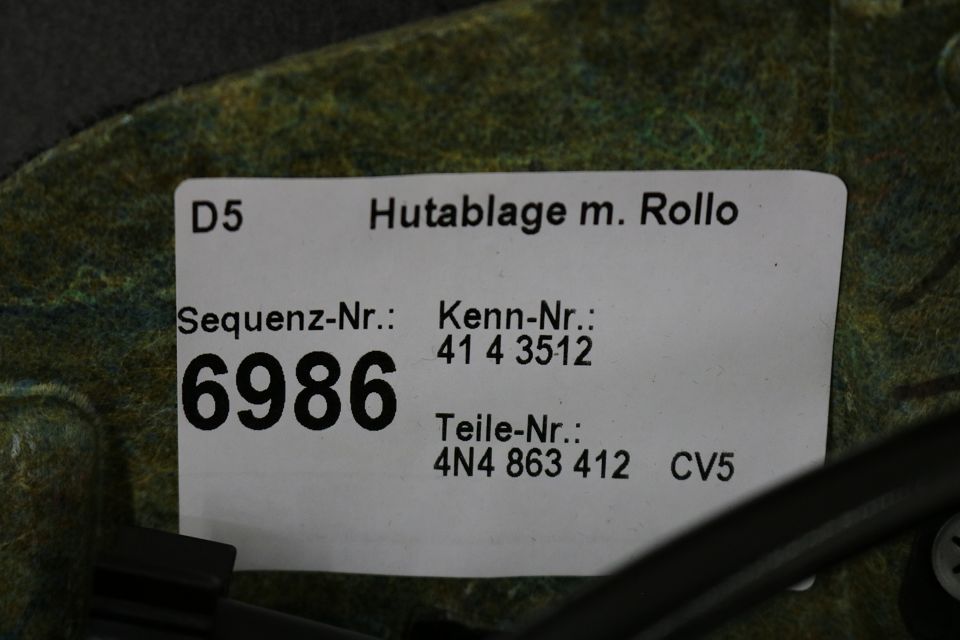 D5 Hutablage m. Rollo
Sequenz-Nr.: Kenn-Nr.:
41 4 3512
6986
Teile-Nr.:
4N4 863 412 CV5